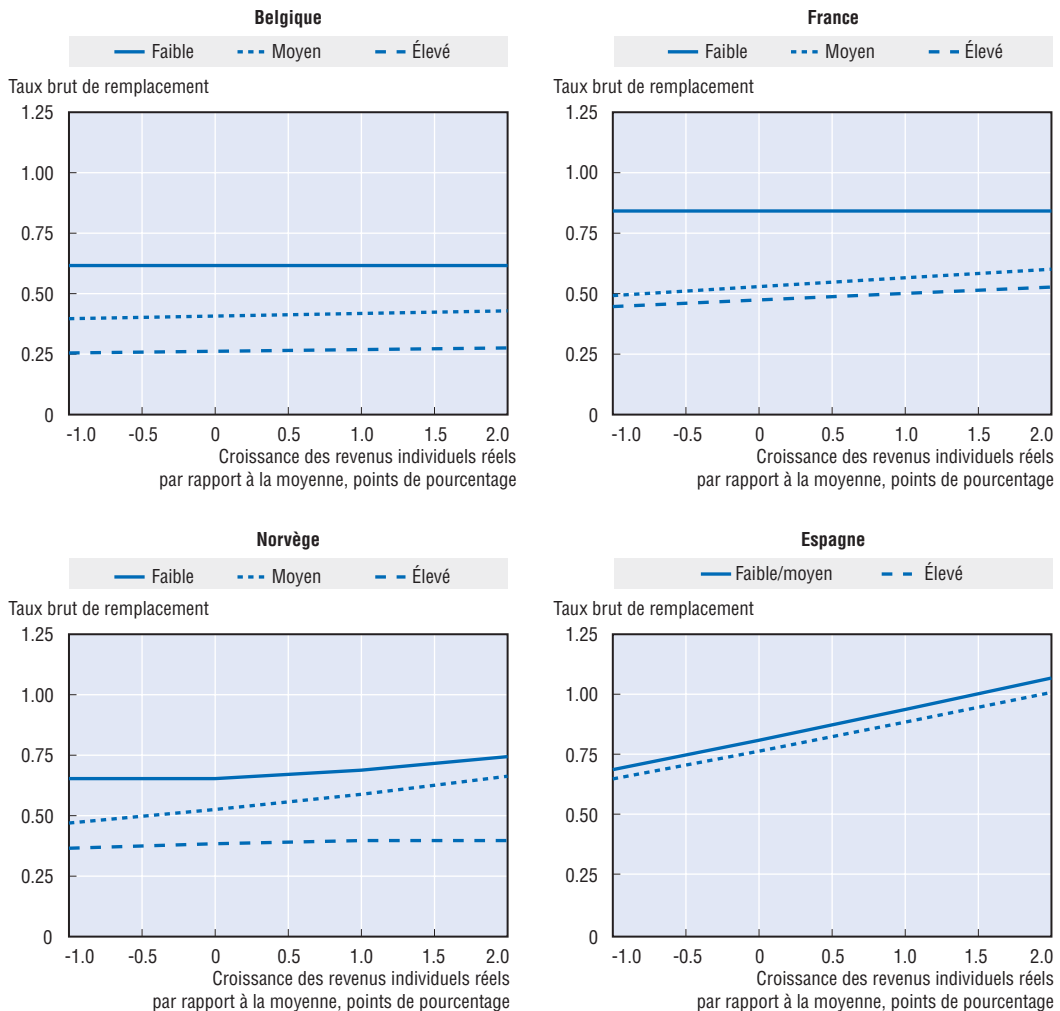 Belgique
Faible Moyen Élevé
Taux brut de remplacement
1.25
1.00
0.75
0.50
0.25
0
-1.0 -0.5 0 0.5 1.0 1.5 2.0
Croissance des revenus individuels réels
par rapport à la moyenne, points de pourcentage
France
Faible Moyen Élevé
Taux brut de remplacement
1.25
1.00
0.75
0.50
0.25
0
-1.0 -0.5 0 0.5 1.0 1.5 2.0
Croissance des revenus individuels réels
par rapport à la moyenne, points de pourcentage
Norvège
Faible Moyen Élevé
Taux brut de remplacement
1.25
1.00
0.75
0.50
0.25
0
-1.0 -0.5 0 0.5 1.0 1.5 2.0
Croissance des revenus individuels réels
par rapport à la moyenne, points de pourcentage
Espagne
Faible/moyen Élevé
Taux brut de remplacement
1.25
1.00
0.75
0.50
0.25
0
-1.0 -0.5 0 0.5 1.0 1.5 2.0
Croissance des revenus individuels réels
par rapport à la moyenne, points de pourcentage